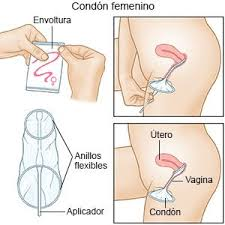 Condón femenino
Envoltura
Anillos
flexibles
Aplicador
Útero
Vagina
Condón